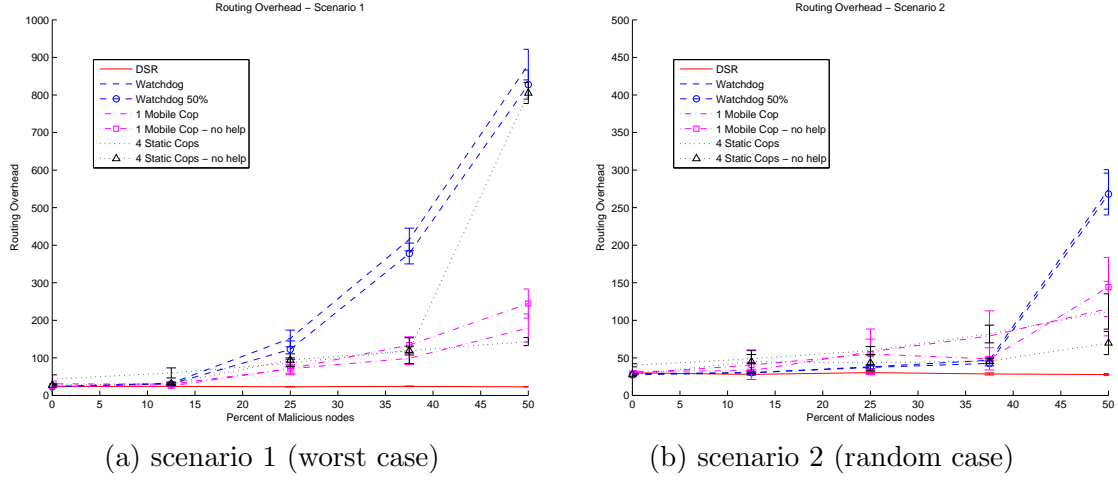 Routing Overhead − Scenario 1
1000
900
800
700
600
500
400
300
200
100
0
Routing Overhead
DSR
Watchdog
Watchdog 50%
1 Mobile Cop
1 Mobile Cop − no help
4 Static Cops
4 Static Cops − no help
0 5 10 15 20 25 30 35 40 45 50
Percent of Malicious nodes
(a) scenario 1 (worst case)
Routing Overhead − Scenario 2
500
450
400
350
300
250
200
150
100
50
0
Routing Overhead
DSR
Watchdog
Watchdog 50%
1 Mobile Cop
1 Mobile Cop − no help
4 Static Cops
4 Static Cops − no help
0 5 10 15 20 25 30 35 40 45 50
Percent of Malicious nodes
(b) scenario 2 (random case)